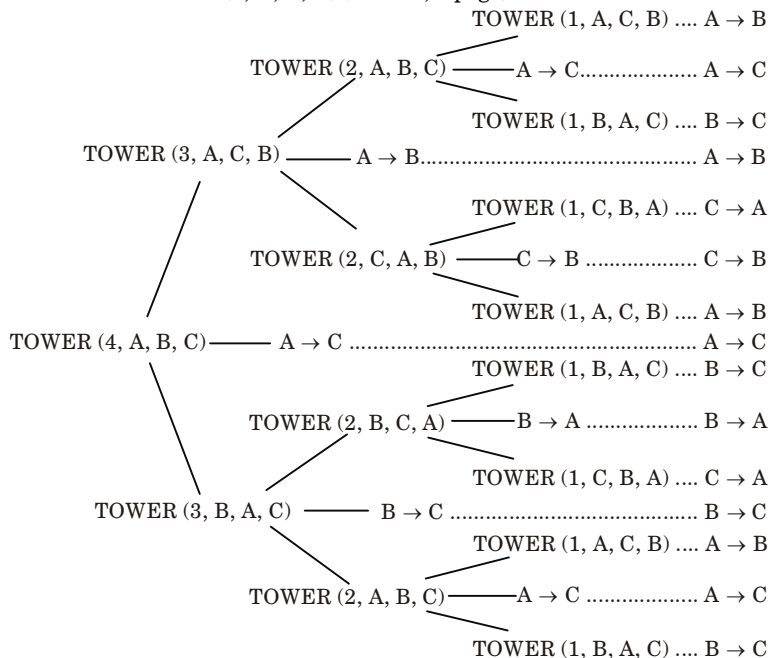 TOWER (1, A, C, B) .... A → B
TOWER (2, A, B, C) A → C..................... A → C
TOWER (1, B, A, C) .... B → C
TOWER (3, A, C, B) A → B............................................... A → B
TOWER (1, C, B, A) .... C → A
TOWER (2, C, A, B) C → B ................... C → B
TOWER (1, A, C, B) .... A → B
TOWER (4, A, B, C) A → C .......................................................... A → C
TOWER (1, B, A, C) .... B → C
TOWER (2, B, C, A) B → A ................... B → A
TOWER (1, C, B, A) .... C → A
TOWER (3, B, A, C) B → C .......................................... B → C
TOWER (1, A, C, B) .... A → B
TOWER (2, A, B, C) A → C ................... A → C
TOWER (1, B, A, C) .... B → C